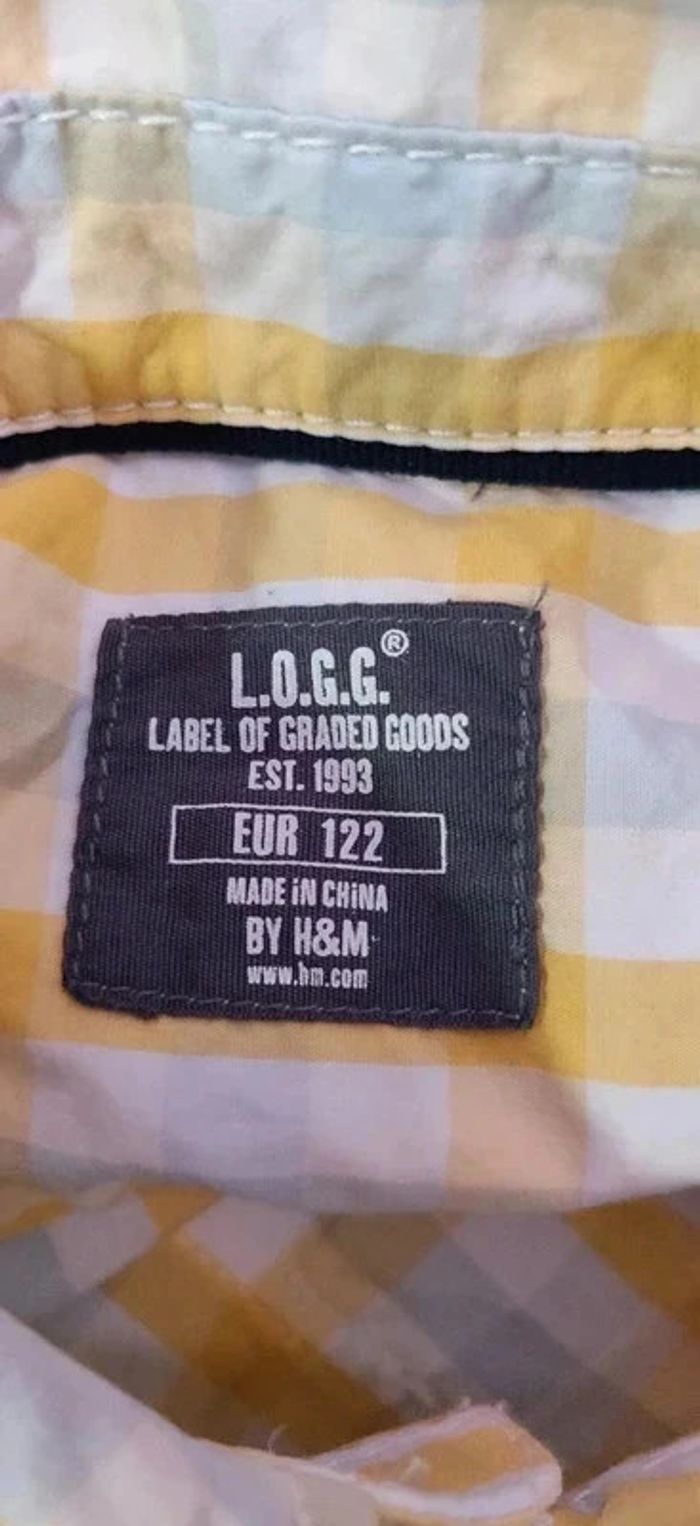 L.O.G.G.®
LABEL OF GRADED GOODS
EST. 1993
EUR 122
MADE iN CHiNA
BY H&M
www.hm.com